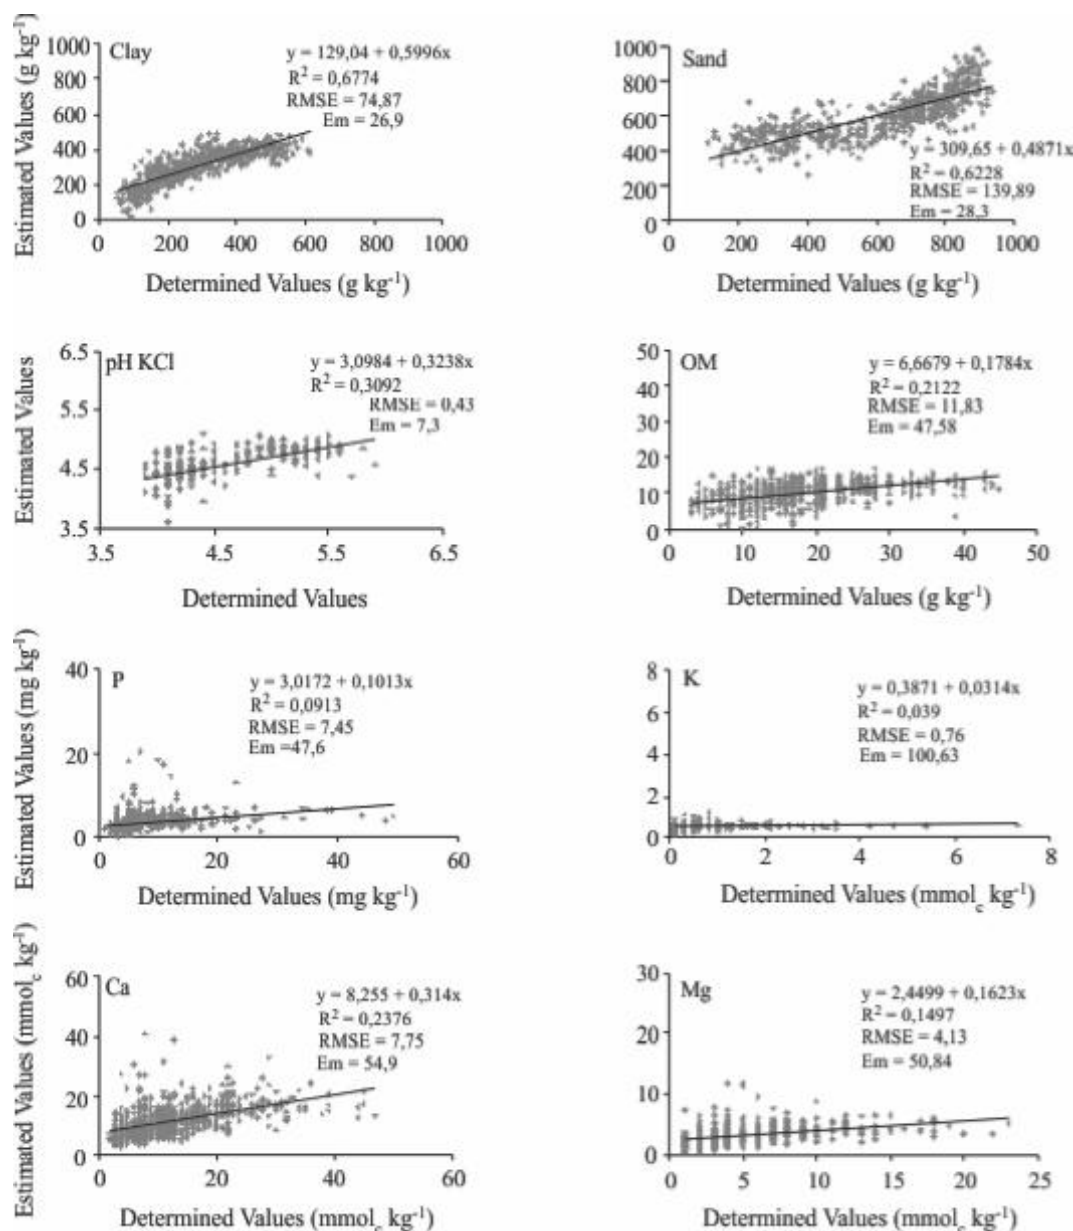 Clay
y = 129,04 + 0,5996x
R² = 0,6774
RMSE = 74,87
Em = 26,9
Estimated Values (g kg⁻¹)
1000
800
600
400
200
0
0 200 400 600 800 1000
Determined Values (g kg⁻¹)
Sand
1000
800
600
400
200
0
y = 309,65 + 0,4871x
R² = 0,6228
RMSE = 139,89
Em = 28,3
200 400 600 800 1000
Determined Values (g kg⁻¹)
pH KCl
y = 3,0984 + 0,3238x
R² = 0,3092
RMSE = 0,43
Em = 7,3
Estimated Values
6.5
5.5
4.5
3.5
3.5 4.5 5.5 6.5
Determined Values
OM
y = 6,6679 + 0,1784x
R² = 0,2122
RMSE = 11,83
Em = 47,58
50
40
30
20
10
0
0 10 20 30 40 50
Determined Values (g kg⁻¹)
P
y = 3,0172 + 0,1013x
R² = 0,0913
RMSE = 7,45
Em =47,6
Estimated Values (mg kg⁻¹)
40
20
0
0 20 40 60
Determined Values (mg kg⁻¹)
K
y = 0,3871 + 0,0314x
R² = 0,039
RMSE = 0,76
Em = 100,63
8
6
4
2
0
0 2 4 6 8
Determined Values (mmol_c kg⁻¹)
Ca
y = 8,255 + 0,314x
R² = 0,2376
RMSE = 7,75
Em = 54,9
Estimated Values (mmol_c kg⁻¹)
60
40
20
0
0 20 40 60
Determined Values (mmol_c kg⁻¹)
Mg
y = 2,4499 + 0,1623x
R² = 0,1497
RMSE = 4,13
Em = 50,84
30
20
10
0
0 5 10 15 20 25
Determined Values (mmol_c kg⁻¹)